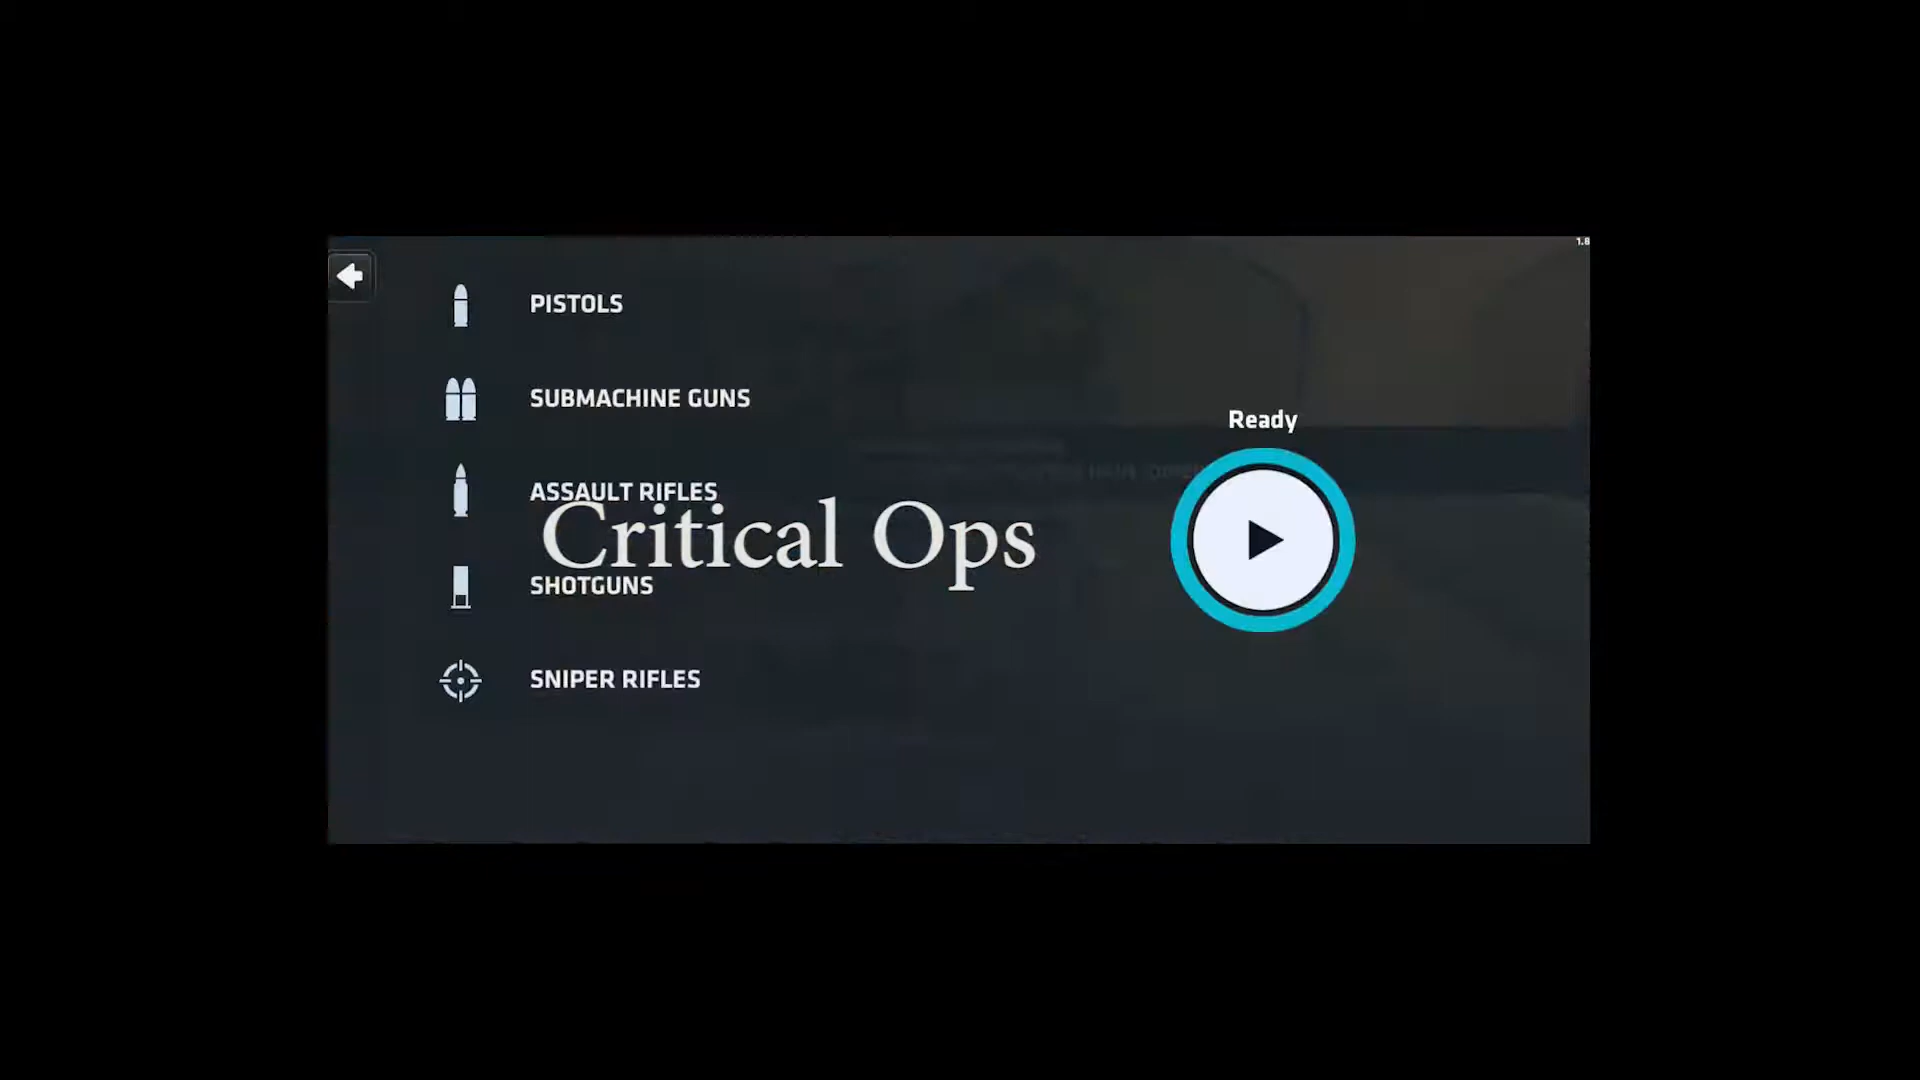 1.8
PISTOLS
SUBMACHINE GUNS
Ready
ASSAULT RIFLES
Critical Ops
SHOTGUNS
SNIPER RIFLES